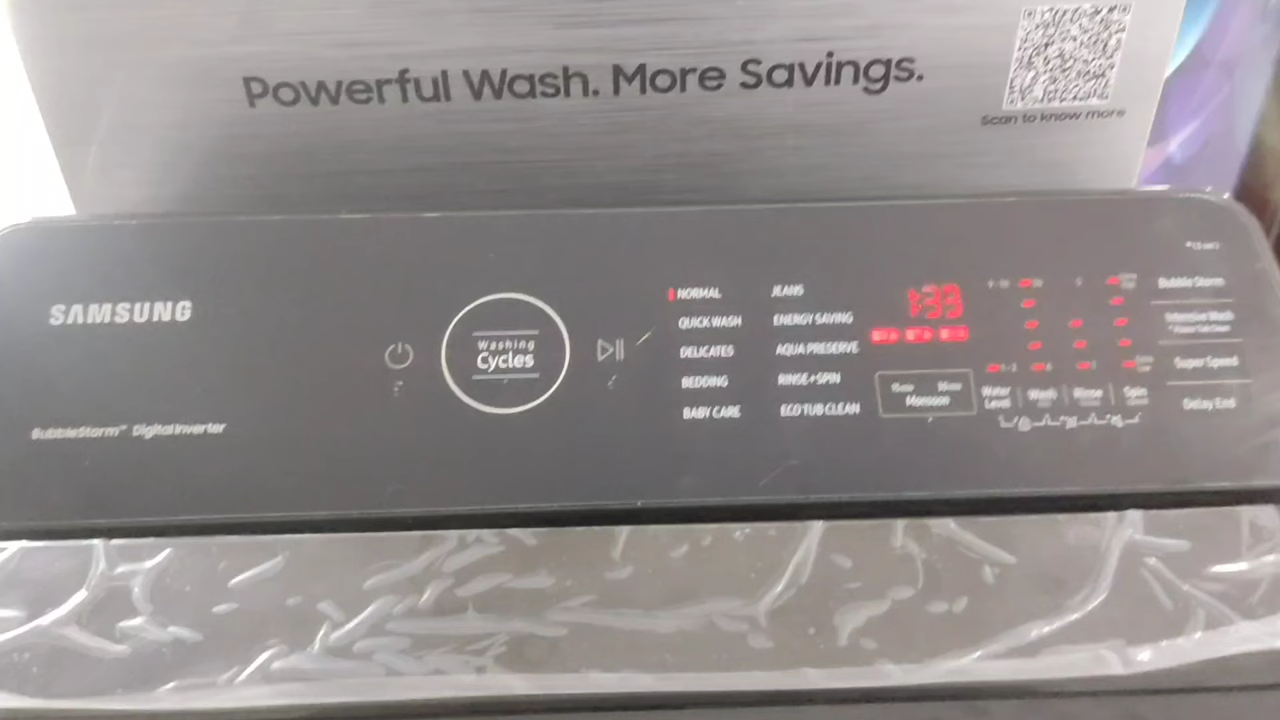 Powerful Wash. More Savings.
Scan to know more
SAMSUNG
BubbleStorm™ Digital Inverter
Washing
Cycles
NORMAL
QUICK WASH
DELICATES
BEDDING
BABY CARE
JEANS
ENERGY SAVING
AQUA PRESERVE
RINSE+SPIN
ECO TUB CLEAN
1:33
Monsoon
Water
Level
Wash
Rinse
Spin
Bubble Storm
Intensive Wash
Super Speed
Delay End